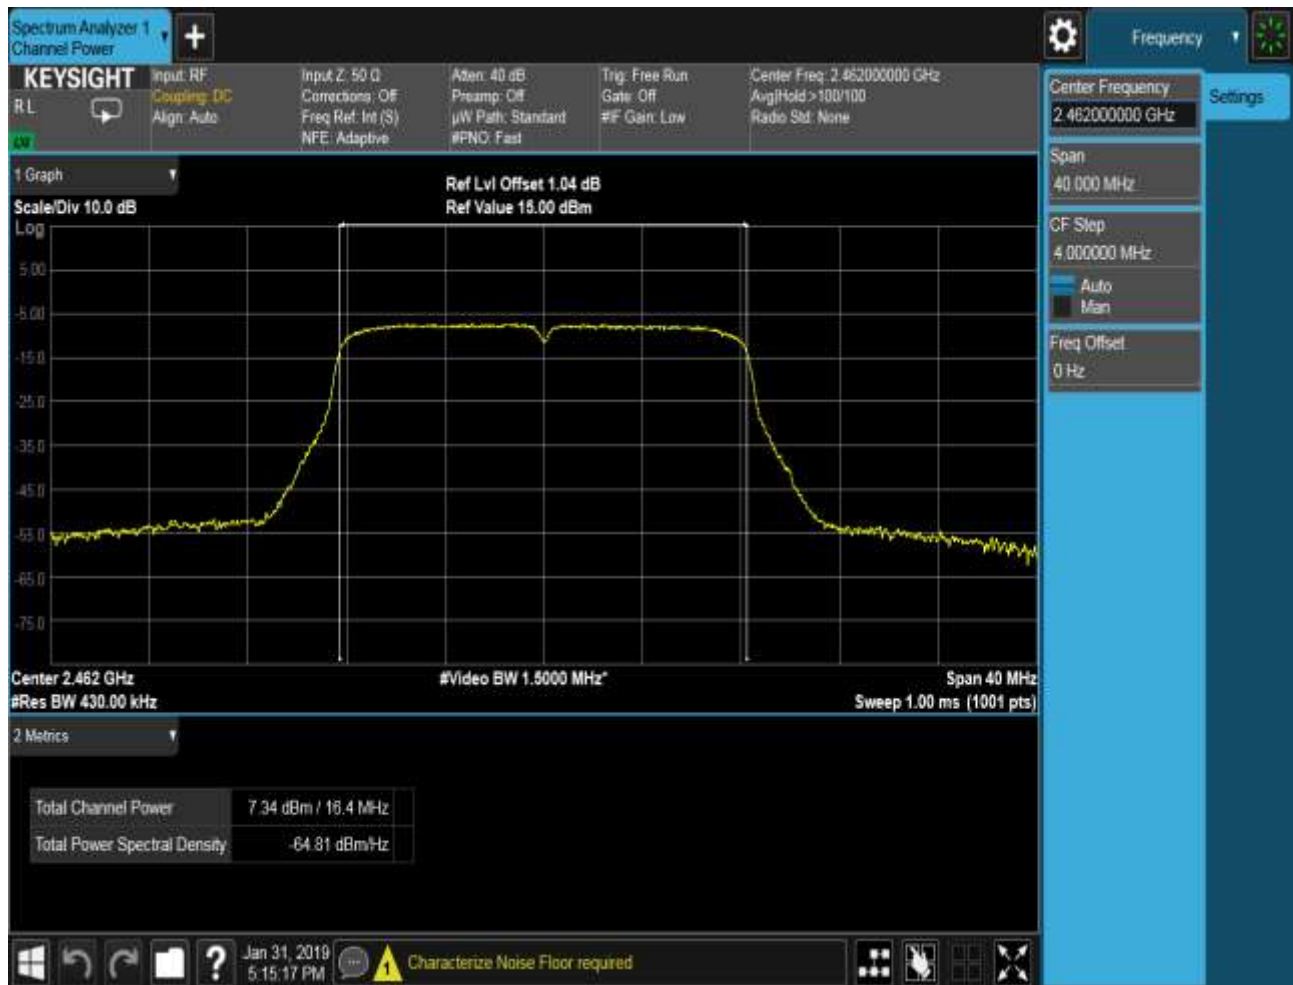 Spectrum Analyzer 1
Channel Power
Frequency
KEYSIGHT
R L
Input: RF
Coupling: DC
Align: Auto
Input Z: 50 Ω
Corrections: Off
Freq Ref: Int (S)
NFE: Adaptive
Atten: 40 dB
Preamp: Off
µW Path: Standard
#PNO: Fast
Trig: Free Run
Gate: Off
#IF Gain: Low
Center Freq: 2.462000000 GHz
Avg|Hold:>100/100
Radio Std: None
Center Frequency
2.462000000 GHz
Settings
Span
40.000 MHz
CF Step
4.000000 MHz
Auto
Man
Freq Offset
0 Hz
1 Graph
Scale/Div 10.0 dB
Ref Lvl Offset 1.04 dB
Ref Value 15.00 dBm
Log
5.00
-5.00
-15.0
-25.0
-35.0
-45.0
-55.0
-65.0
-75.0
Center 2.462 GHz
#Video BW 1.5000 MHz*
Span 40 MHz
#Res BW 430.00 kHz
Sweep 1.00 ms (1001 pts)
2 Metrics
Total Channel Power 7.34 dBm / 16.4 MHz
Total Power Spectral Density -64.81 dBm/Hz
?
Jan 31, 2019
5:15:17 PM
1
Characterize Noise Floor required